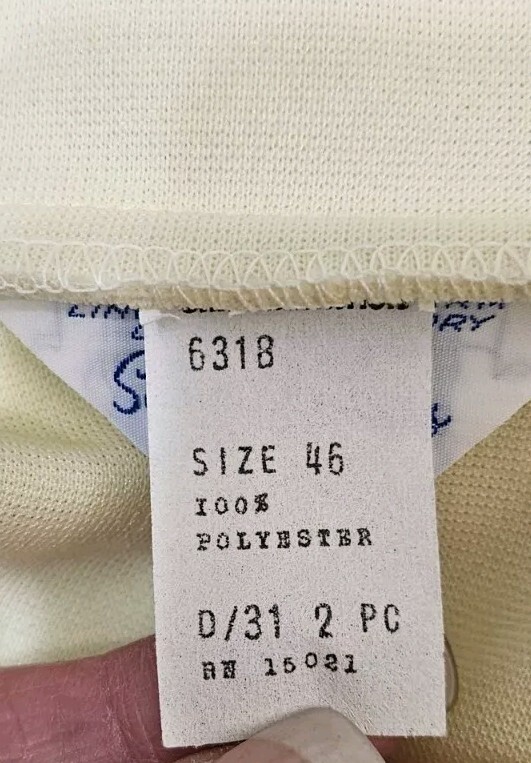 6318
SIZE 46
100%
POLYESTER
D/31 2 PC
RN 15021